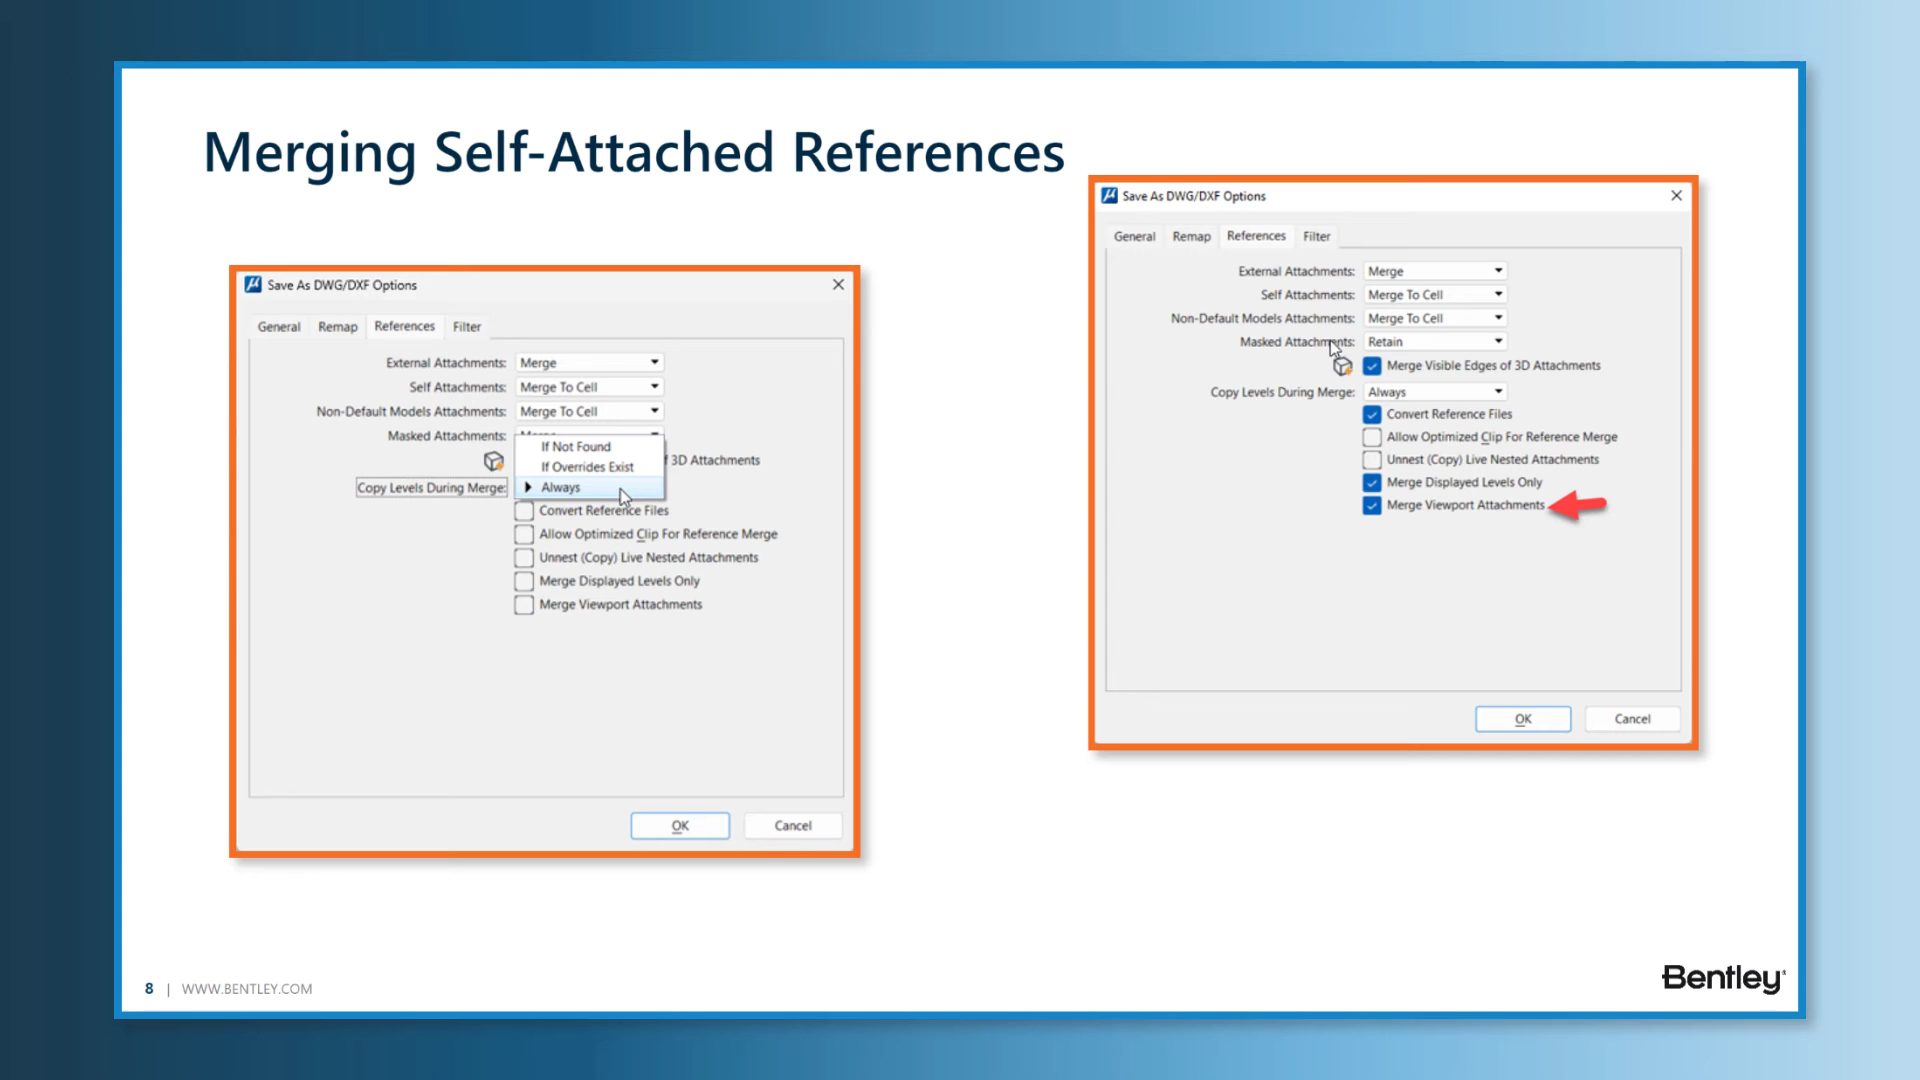 Merging Self-Attached References
Save As DWG/DXF Options
General Remap References Filter
External Attachments: Merge
Self Attachments: Merge To Cell
Non-Default Models Attachments: Merge To Cell
Masked Attachments:
If Not Found
If Overrides Exist
3D Attachments
Copy Levels During Merge: Always
Convert Reference Files
Allow Optimized Clip For Reference Merge
Unnest (Copy) Live Nested Attachments
Merge Displayed Levels Only
Merge Viewport Attachments
OK Cancel
Save As DWG/DXF Options
General Remap References Filter
External Attachments: Merge
Self Attachments: Merge To Cell
Non-Default Models Attachments: Merge To Cell
Masked Attachments: Retain
Merge Visible Edges of 3D Attachments
Copy Levels During Merge: Always
Convert Reference Files
Allow Optimized Clip For Reference Merge
Unnest (Copy) Live Nested Attachments
Merge Displayed Levels Only
Merge Viewport Attachments
OK Cancel
8 | WWW.BENTLEY.COM
Bentley